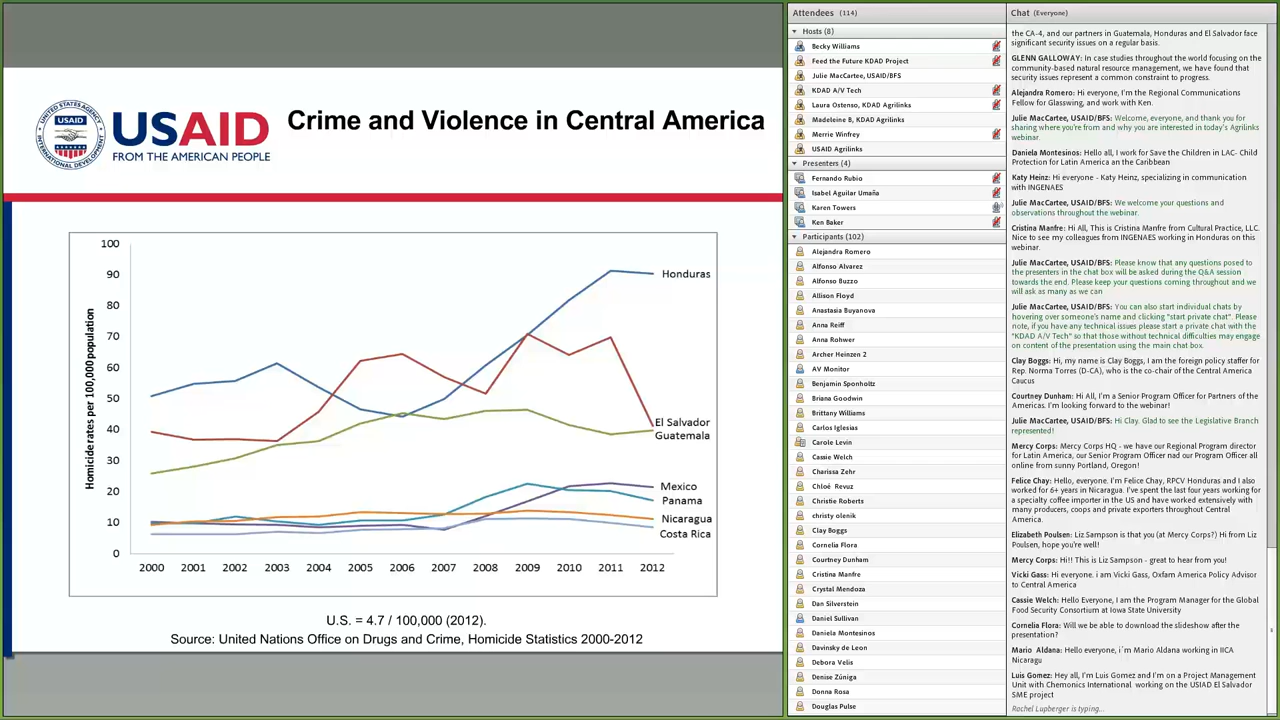 UNITED STATES AGENCY
USAID
INTERNATIONAL DEVELOPMENT
USAID
FROM THE AMERICAN PEOPLE
Crime and Violence in Central America
Homicide rates per 100,000 population
100
90
80
70
60
50
40
30
20
10
0
2000 2001 2002 2003 2004 2005 2006 2007 2008 2009 2010 2011 2012
Honduras
El Salvador
Guatemala
Mexico
Panama
Nicaragua
Costa Rica
U.S. = 4.7 / 100,000 (2012).
Source: United Nations Office on Drugs and Crime, Homicide Statistics 2000-2012
Attendees (114)
Hosts (8)
Becky Williams
Feed the Future KDAD Project
Julie MacCartee, USAID/BFS
KDAD A/V Tech
Laura Ostenso, KDAD Agrilinks
Madeleine B, KDAD Agrilinks
Merrie Winfrey
USAID Agrilinks
Presenters (4)
Fernando Rubio
Isabel Aguilar Umaña
Karen Towers
Ken Baker
Participants (102)
Alejandra Romero
Alfonso Alvarez
Alfonso Buzzo
Allison Floyd
Anastasia Buyanova
Anna Reiff
Anna Rohwer
Archer Heinzen 2
AV Monitor
Benjamin Sponholtz
Briana Goodwin
Brittany Williams
Carlos Iglesias
Carole Levin
Cassie Welch
Charissa Zehr
Chloé Revuz
Christie Roberts
christy olenik
Clay Boggs
Cornelia Flora
Courtney Dunham
Cristina Manfre
Crystal Mendoza
Dan Silverstein
Daniel Sullivan
Daniela Montesinos
Davinsky de Leon
Debora Velis
Denise Zúniga
Donna Rosa
Douglas Pulse
Chat (Everyone)
the CA-4, and our partners in Guatemala, Honduras and El Salvador face
significant security issues on a regular basis.
GLENN GALLOWAY: In case studies throughout the world focusing on
community-based natural resource management, we have found that
security issues represent a common constraint to progress.
Alejandra Romero: Hi everyone, I'm the Regional Communications
Fellow for Glasswing, and work with Ken.
Julie MacCartee, USAID/BFS: Welcome, everyone, and thank you for
sharing where you're from and why you are interested in today's Agrilinks
webinar.
Daniela Montesinos: Hello all, I work for Save the Children in LAC- Child
Protection for Latin America an the Caribbean
Katy Heinz: Hi everyone - Katy Heinz, specializing in communication
with INGENAES
Julie MacCartee, USAID/BFS: We welcome your questions and
observations throughout the webinar.
Cristina Manfre: Hi All, This is Cristina Manfre from Cultural Practice, LLC.
Nice to see my colleagues from INGENAES working in Honduras on this
webinar.
Julie MacCartee, USAID/BFS: Please know that any questions posed to
the presenters in the chat box will be asked during the Q&A session
towards the end. Please keep your questions coming throughout and we
will ask as many as we can
Julie MacCartee, USAID/BFS: You can also start individual chats by
hovering over someone's name and clicking "start private chat". Please
note, if you have any technical issues please start a private chat with the
"KDAD A/V Tech" so that those without technical difficulties may engage
on content of the presentation using the main chat box.
Clay Boggs: Hi, my name is Clay Boggs, I am the foreign policy staffer for
Rep. Norma Torres (D-CA), who is the co-chair of the Central America
Caucus
Courtney Dunham: Hi All, I'm a Senior Program Officer for Partners of the
Americas. I'm looking forward to the webinar!
Julie MacCartee, USAID/BFS: Hi Clay. Glad to see the Legislative Branch
represented!
Mercy Corps: Mercy Corps HQ - we have our Regional Program director
for Latin America, our Senior Program Officer nad our Program Officer all
online from sunny Portland, Oregon!
Felice Chay: Hello, everyone. I'm Felice Chay, RPCV Honduras and I also
worked for 6+ years in Nicaragua. I've spent the last four years working for
a specialty coffee importer in the US and have worked extensively with
many producers, coops and private exporters throughout Central
America.
Elizabeth Poulsen: Liz Sampson is that you (at Mercy Corps?) Hi from Liz
Poulsen, hope you're well!
Mercy Corps: Hi!! This is Liz Sampson - great to hear from you!
Vicki Gass: Hi everyone. i am Vicki Gass, Oxfam America Policy Advisor
to Central America
Cassie Welch: Hello Everyone, I am the Program Manager for the Global
Food Security Consortium at Iowa State University
Cornelia Flora: Will we be able to download the slideshow after the
presentation?
Mario Aldana: Hello everyone, i´m Mario Aldana working in IICA
Nicaragu
Luis Gomez: Hey all, I'm Luis Gomez and I'm on a Project Management
Unit with Chemonics International working on the USIAD El Salvador
SME project
Rachel Lupberger is typing...